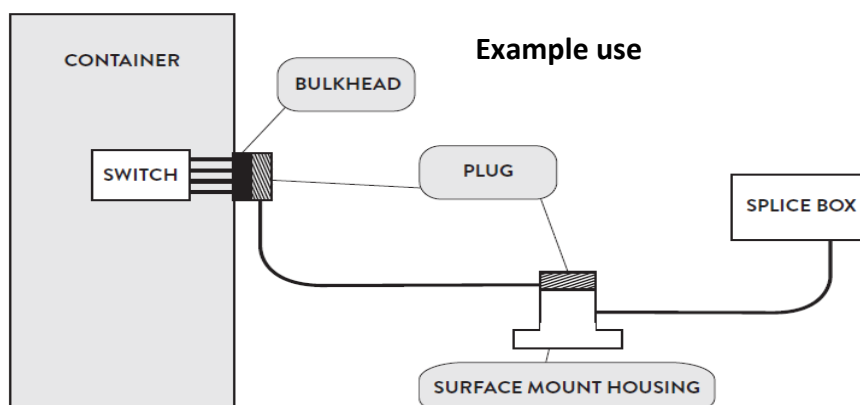 Example use
CONTAINER
BULKHEAD
SWITCH
PLUG
SPLICE BOX
SURFACE MOUNT HOUSING